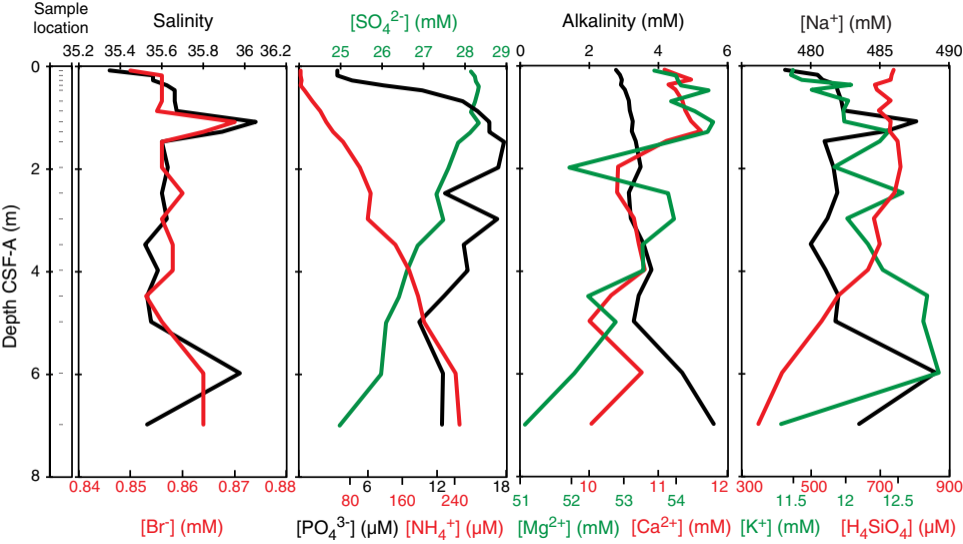 Sample
location
Salinity
[SO₄²⁻] (mM)
Alkalinity (mM)
[Na⁺] (mM)
35.2 35.4 35.6 35.8 36 36.2
25 26 27 28 29
0 2 4 6
480 485 490
0
2
4
6
8
Depth CSF-A (m)
0.84 0.85 0.86 0.87 0.88
6 12 18
80 160 240
10 11 12
51 52 53 54
300 500 700 900
11.5 12 12.5
[Br⁻] (mM)
[PO₄³⁻] (µM) [NH₄⁺] (µM)
[Mg²⁺] (mM) [Ca²⁺] (mM)
[K⁺] (mM) [H₄SiO₄] (µM)